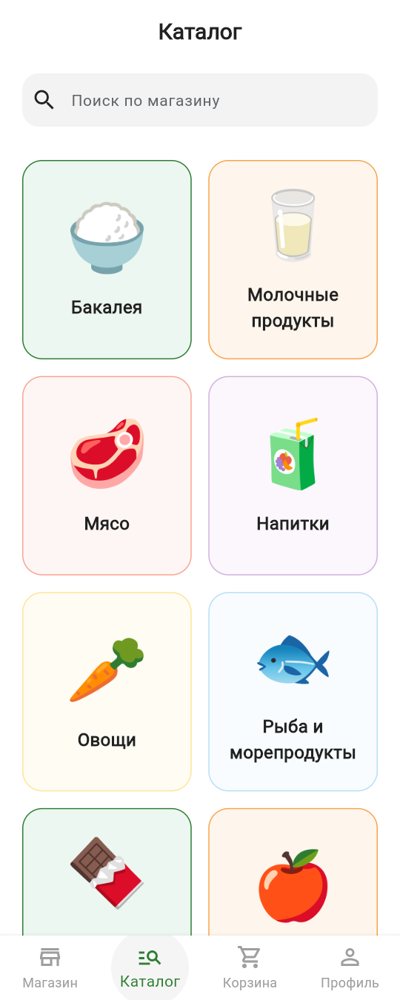 Каталог
Поиск по магазину
Бакалея
Молочные
продукты
Мясо
Напитки
Овощи
Рыба и
морепродукты
Магазин
Каталог
Корзина
Профиль